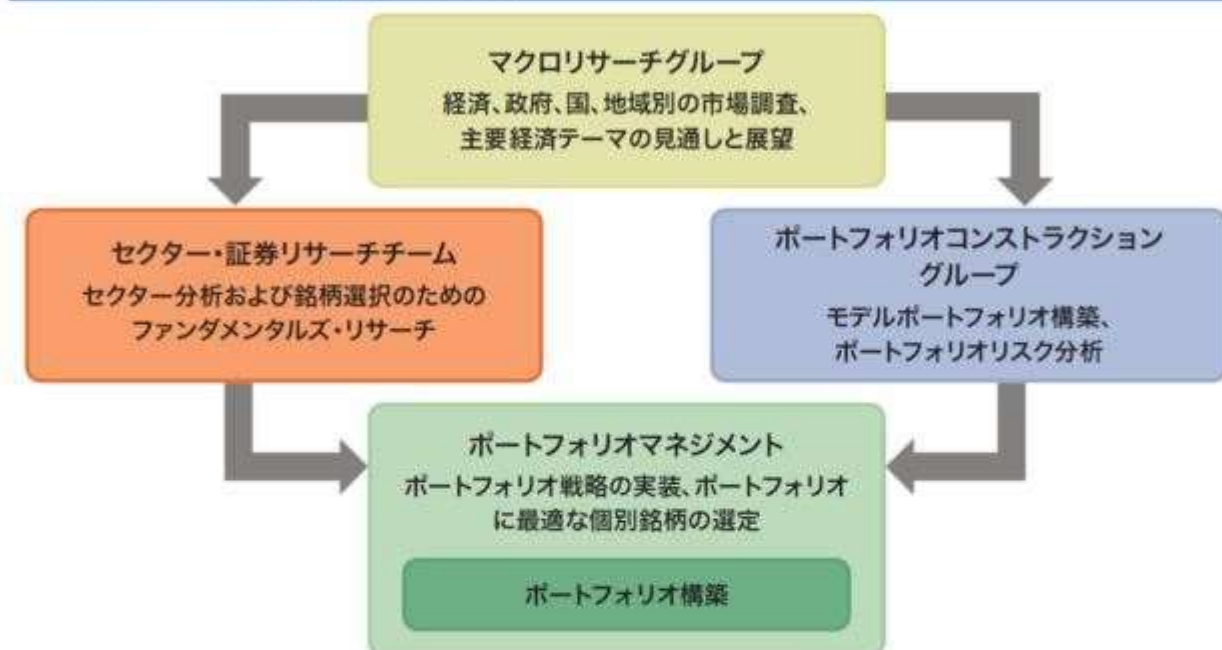 マクロリサーチグループ
経済、政府、国、地域別の市場調査、
主要経済テーマの見通しと展望
セクター・証券リサーチチーム
セクター分析および銘柄選択のための
ファンダメンタルズ・リサーチ
ポートフォリオコンストラクション
グループ
モデルポートフォリオ構築、
ポートフォリオリスク分析
ポートフォリオマネジメント
ポートフォリオ戦略の実装、ポートフォリオ
に最適な個別銘柄の選定
ポートフォリオ構築